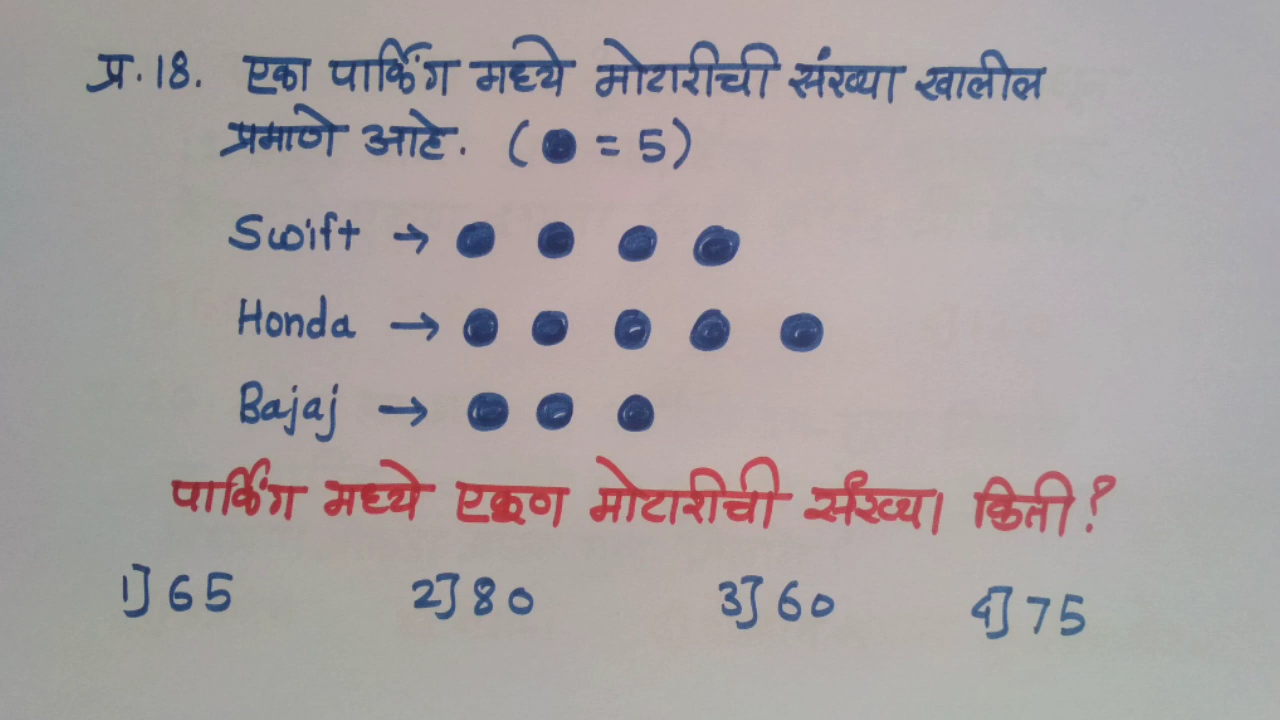 प्र.18. एका पार्किंग मध्ये मोटारीची संख्या खालील
प्रमाणे आहे. (● = 5)
Swift → ● ● ● ●
Honda → ● ● ● ● ●
Bajaj → ● ● ●
पार्किंग मध्ये एकूण मोटारीची संख्या किती?
1] 65 2] 80 3] 60 4] 75